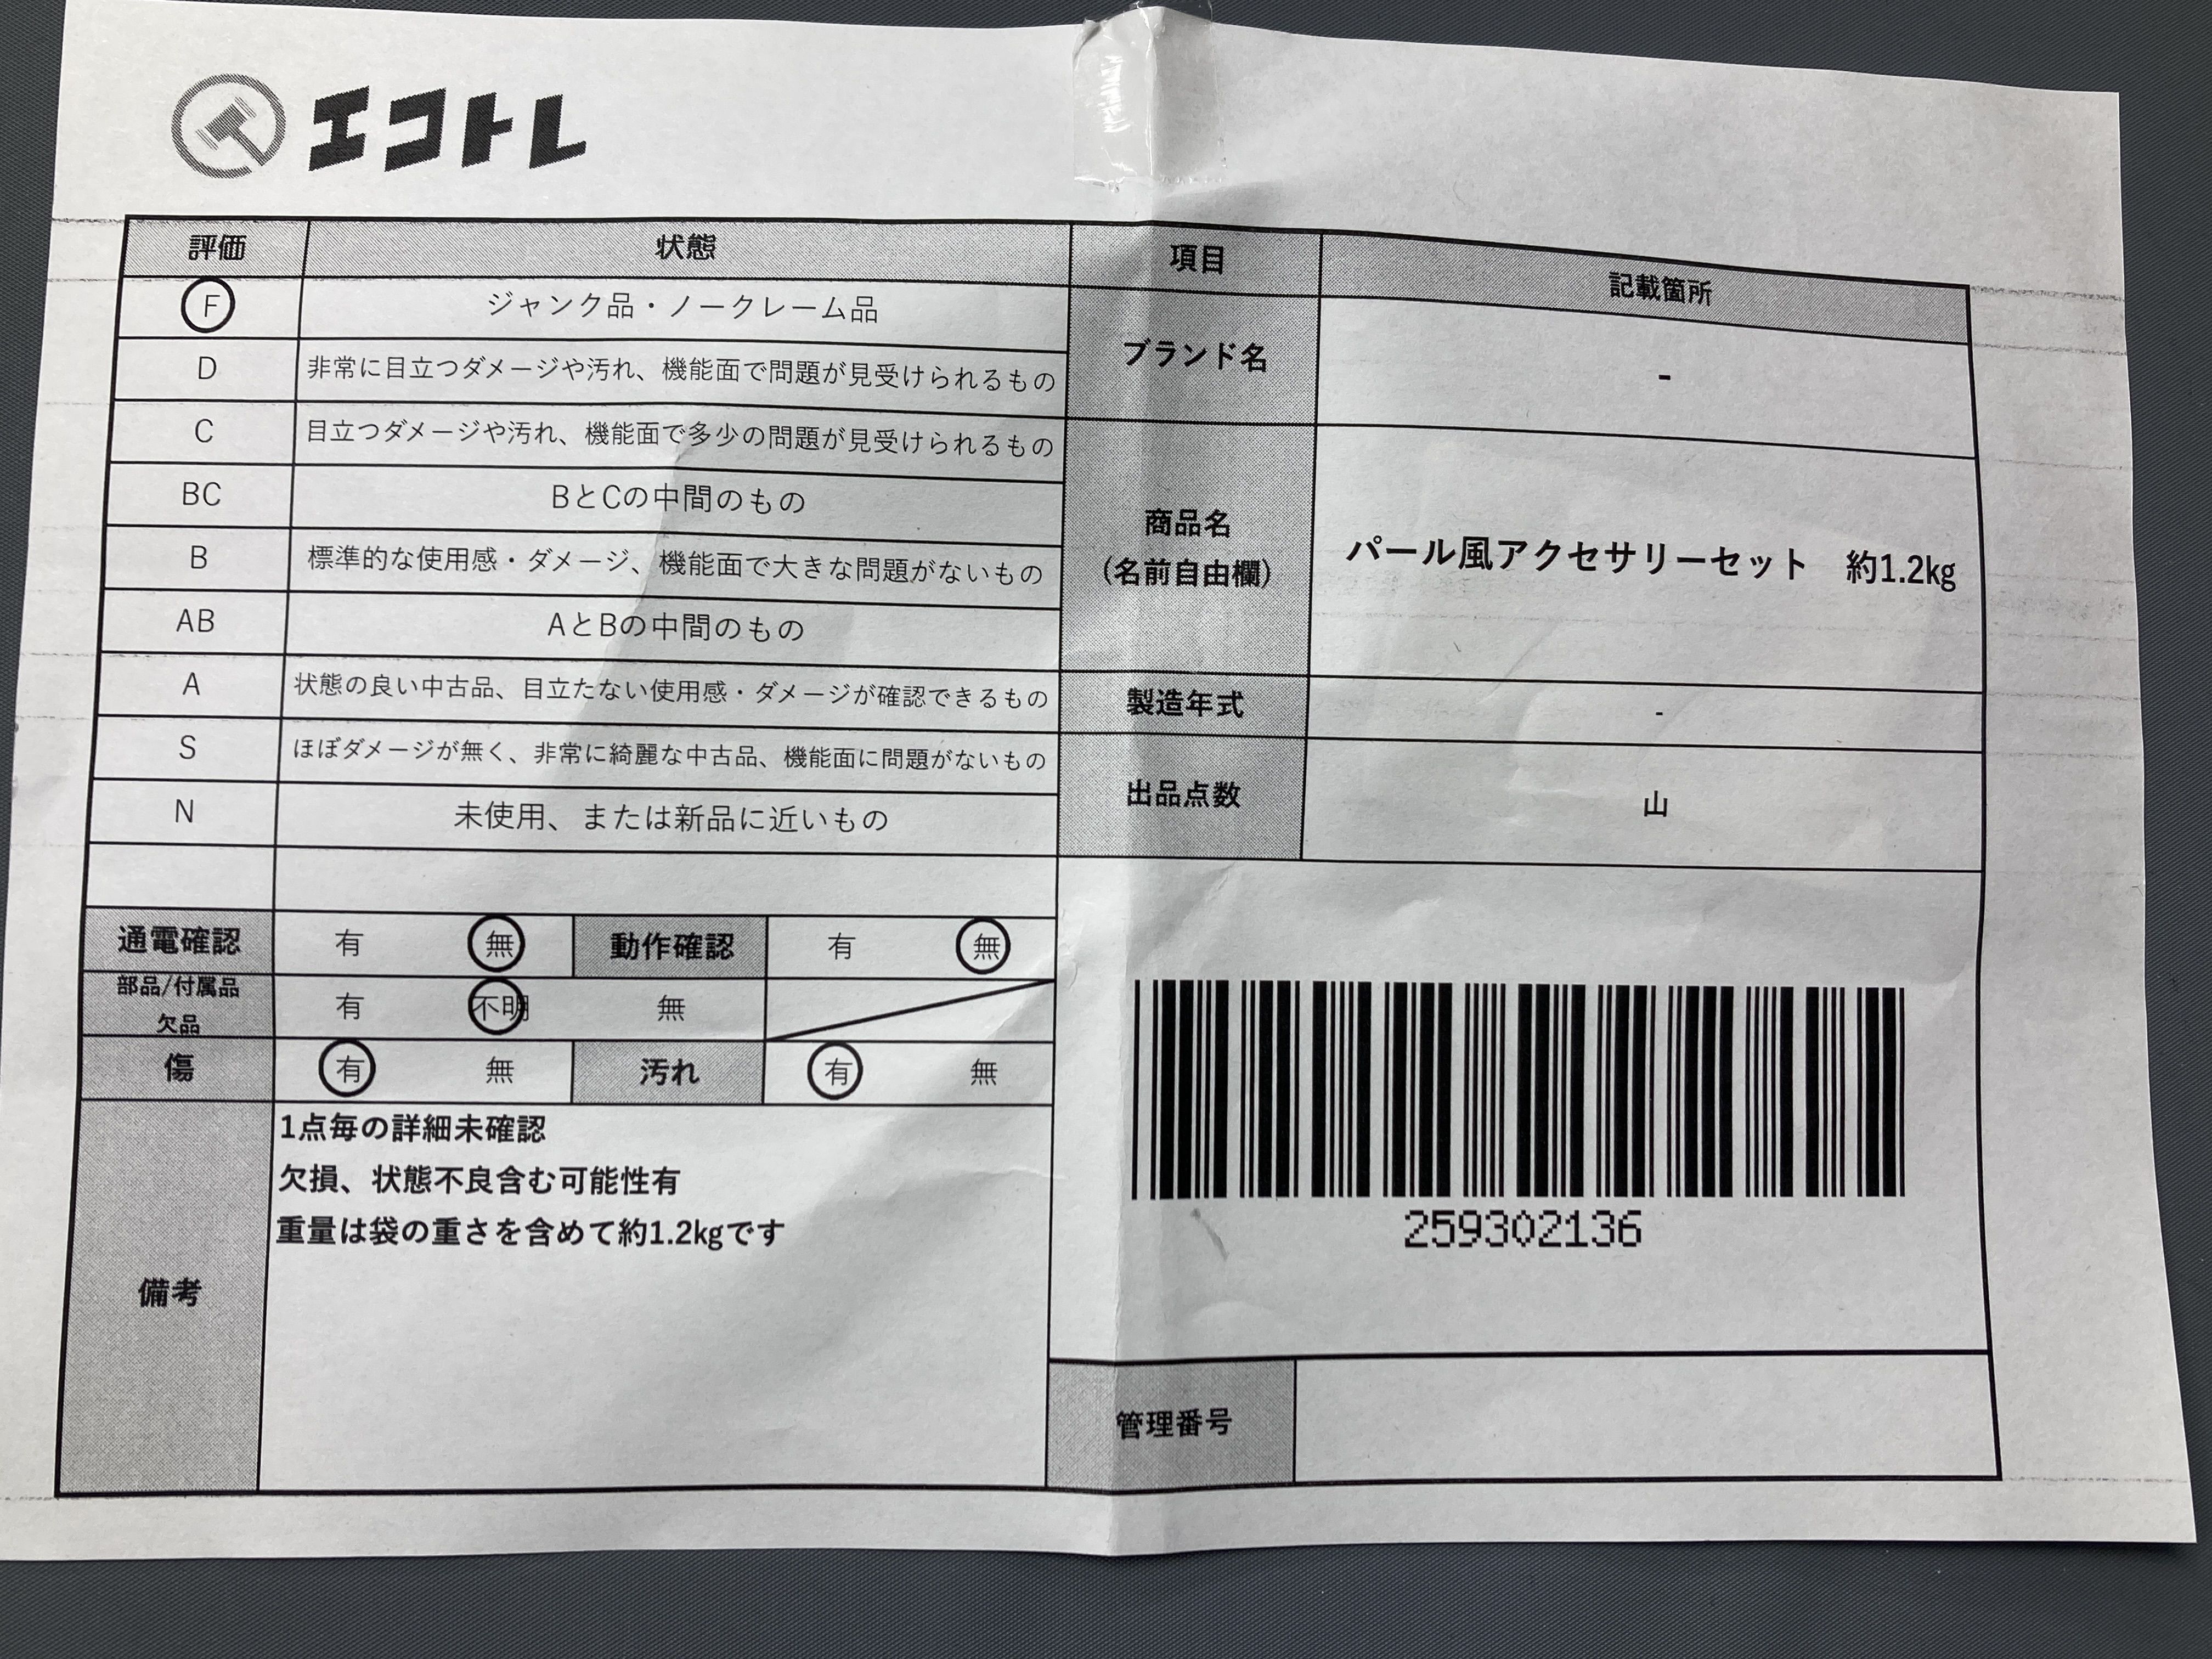 エコトレ
評価 状態
F ジャンク品・ノークレーム品
D 非常に目立つダメージや汚れ、機能面で問題が見受けられるもの
C 目立つダメージや汚れ、機能面で多少の問題が見受けられるもの
BC BとCの中間のもの
B 標準的な使用感・ダメージ、機能面で大きな問題がないもの
AB AとBの中間のもの
A 状態の良い中古品、目立たない使用感・ダメージが確認できるもの
S ほぼダメージが無く、非常に綺麗な中古品、機能面に問題がないもの
N 未使用、または新品に近いもの
通電確認 有 無 動作確認 有 無
部品/付属品
欠品 有 不明 無
傷 有 無 汚れ 有 無
備考
1点毎の詳細未確認
欠損、状態不良含む可能性有
重量は袋の重さを含めて約1.2kgです
項目 記載箇所
ブランド名 -
商品名
(名前自由欄) パール風アクセサリーセット 約1.2kg
製造年式 -
出品点数 山
259302136
管理番号